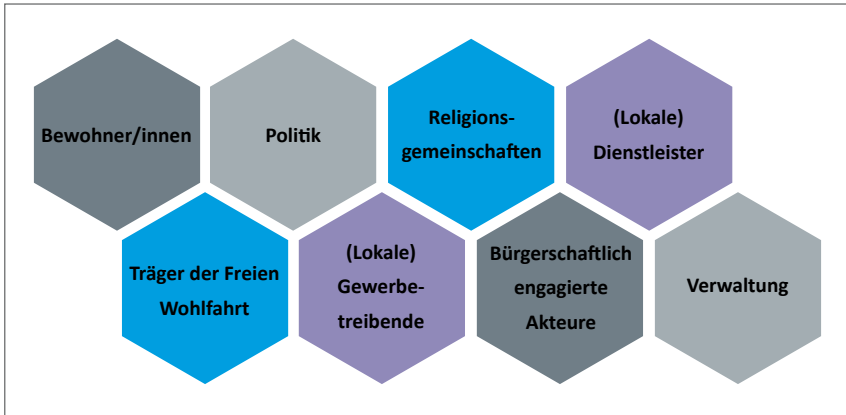 Bewohner/innen
Politik
Religions-
gemeinschaften
(Lokale)
Dienstleister
Träger der Freien
Wohlfahrt
(Lokale)
Gewerbe-
treibende
Bürgerschaftlich
engagierte
Akteure
Verwaltung